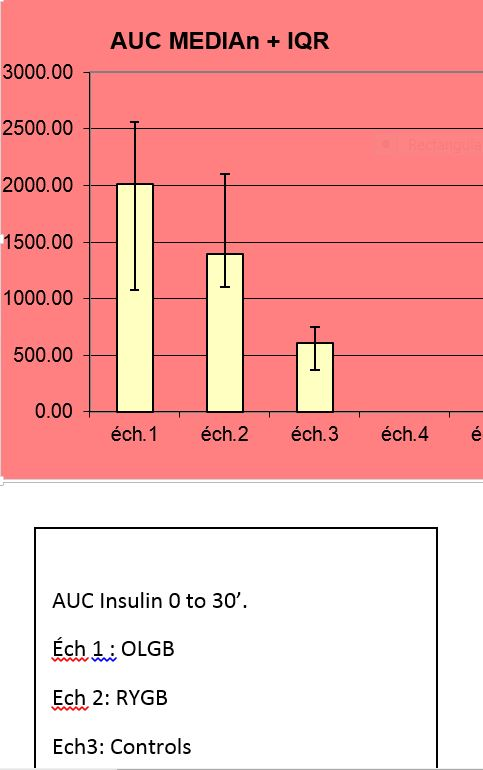 AUC MEDIAn + IQR
3000.00
2500.00
Rectangula
2000.00
1500.00
1000.00
500.00
0.00
éch.1 éch.2 éch.3 éch.4 é
AUC Insulin 0 to 30’.
Éch 1 : OLGB
Ech 2: RYGB
Ech3: Controls